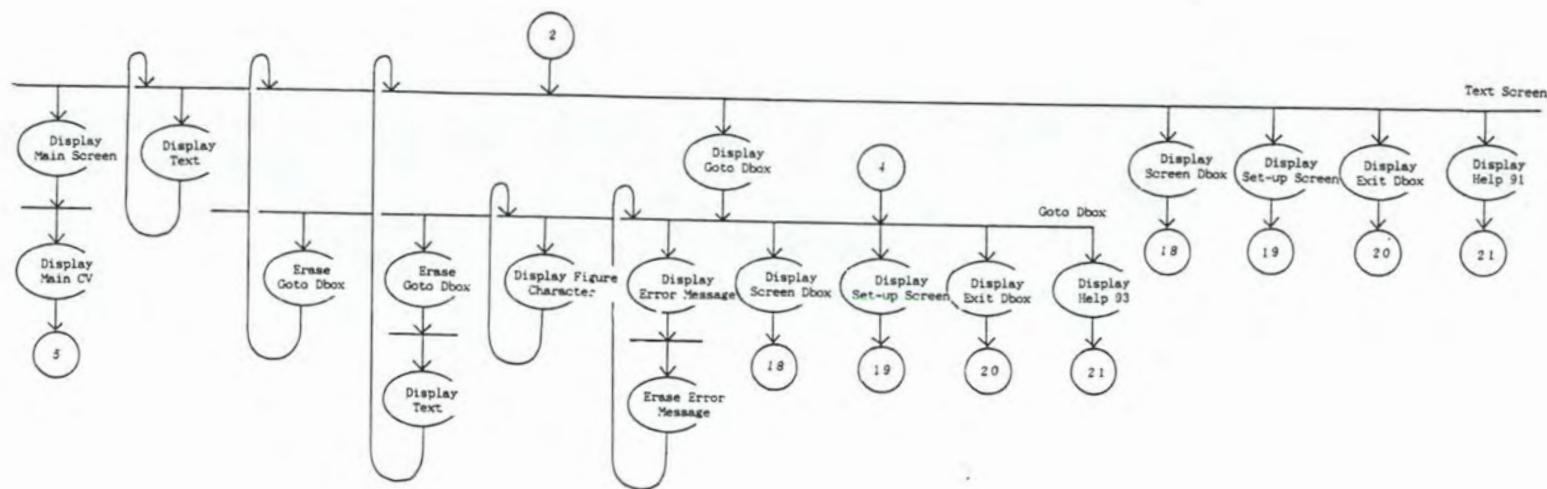 2
Text Screen
Display
Main Screen
Display
Text
Display
Goto Dbox
4
Display
Screen Dbox
Display
Set-up Screen
Display
Exit Dbox
Display
Help 91
Goto Dbox
18
19
20
21
Display
Main CV
Erase
Goto Dbox
Erase
Goto Dbox
Display Figure
Character
Display
Error Message
Display
Screen Dbox
Display
Set-up Screen
Display
Exit Dbox
Display
Help 93
5
18
19
20
21
Display
Text
Erase Error
Message